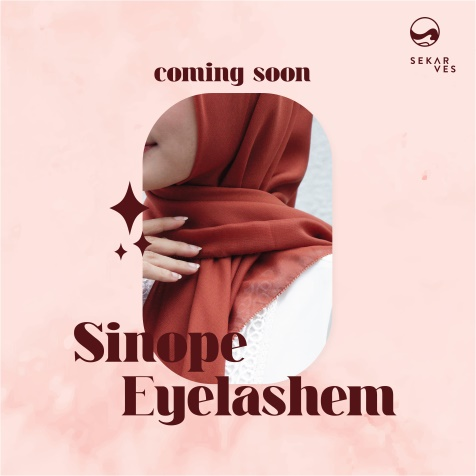 SEKAR
VES
coming soon
Sinope
Eyelashem